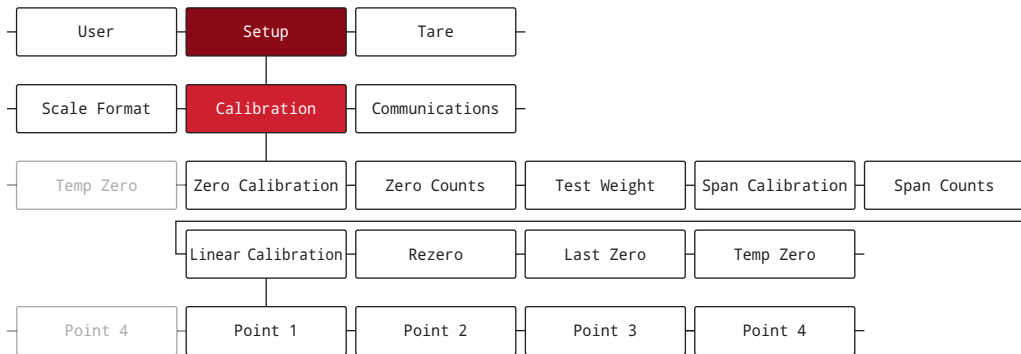 User
Setup
Tare
Scale Format
Calibration
Communications
Temp Zero
Zero Calibration
Zero Counts
Test Weight
Span Calibration
Span Counts
Linear Calibration
Rezero
Last Zero
Temp Zero
Point 4
Point 1
Point 2
Point 3
Point 4